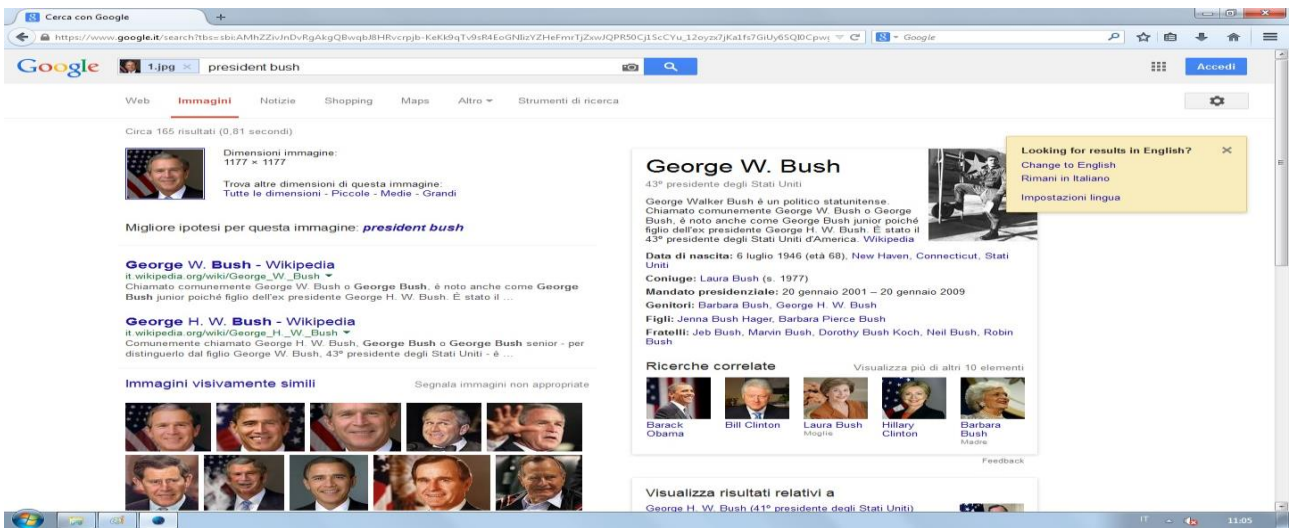 Cerca con Google
https://www.google.it/search?
Google
Google
1.jpg
president bush
Accedi
Web Immagini Notizie Shopping Maps Altro Strumenti di ricerca
Circa 165 risultati (0,81 secondi)
Dimensioni immagine:
1177 × 1177
Trova altre dimensioni di questa immagine:
Tutte le dimensioni - Piccole - Medie - Grandi
Migliore ipotesi per questa immagine: president bush
George W. Bush - Wikipedia
it.wikipedia.org/wiki/George_W._Bush
Chiamato comunemente George W. Bush o George Bush, è noto anche come George
Bush junior poiché figlio dell'ex presidente George H. W. Bush. È stato il ...
George H. W. Bush - Wikipedia
it.wikipedia.org/wiki/George_H._W._Bush
Comunemente chiamato George H. W. Bush, George Bush o George Bush senior - per
distinguerlo dal figlio George W. Bush, 43º presidente degli Stati Uniti - è ...
Immagini visivamente simili
Segnala immagini non appropriate
George W. Bush
43º presidente degli Stati Uniti
George Walker Bush è un politico statunitense.
Chiamato comunemente George W. Bush o George
Bush, è noto anche come George Bush junior poiché
figlio dell'ex presidente George H. W. Bush. È stato il
43º presidente degli Stati Uniti d'America. Wikipedia
Data di nascita: 6 luglio 1946 (età 68), New Haven, Connecticut, Stati
Uniti
Coniuge: Laura Bush (s. 1977)
Mandato presidenziale: 20 gennaio 2001 – 20 gennaio 2009
Genitori: Barbara Bush, George H. W. Bush
Figli: Jenna Bush Hager, Barbara Pierce Bush
Fratelli: Jeb Bush, Marvin Bush, Dorothy Bush Koch, Neil Bush, Robin
Bush
Ricerche correlate
Visualizza più di altri 10 elementi
Barack
Obama
Bill Clinton
Laura Bush
Moglie
Hillary
Clinton
Barbara
Bush
Madre
Feedback
Visualizza risultati relativi a
George H. W. Bush (41º presidente degli Stati Uniti)
Looking for results in English?
Change to English
Rimani in Italiano
Impostazioni lingua
IT
11:05